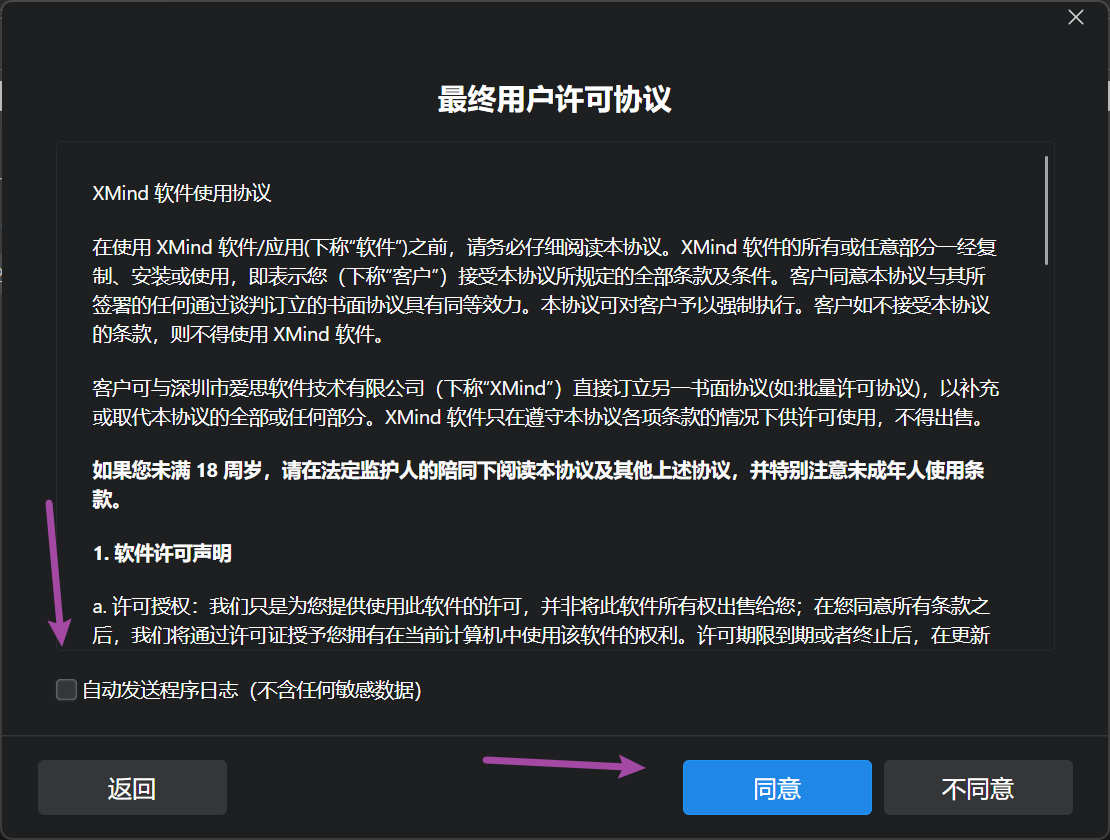 最终用户许可协议
XMind 软件使用协议
在使用 XMind 软件/应用(下称“软件”)之前，请务必仔细阅读本协议。XMind 软件的所有或任意部分一经复
制、安装或使用，即表示您（下称“客户”）接受本协议所规定的全部条款及条件。客户同意本协议与其所
签署的任何通过谈判订立的书面协议具有同等效力。本协议可对客户予以强制执行。客户如不接受本协议
的条款，则不得使用 XMind 软件。
客户可与深圳市爱思软件技术有限公司（下称“XMind”）直接订立另一书面协议(如:批量许可协议)，以补充
或取代本协议的全部或任何部分。XMind 软件只在遵守本协议各项条款的情况下供许可使用，不得出售。
如果您未满 18 周岁，请在法定监护人的陪同下阅读本协议及其他上述协议，并特别注意未成年人使用条
款。
1. 软件许可声明
a. 许可授权：我们只是为您提供使用此软件的许可，并非将此软件所有权出售给您；在您同意所有条款之
后，我们将通过许可证授予您拥有在当前计算机中使用该软件的权利。许可期限到期或者终止后，在更新
自动发送程序日志（不含任何敏感数据)
返回
同意
不同意